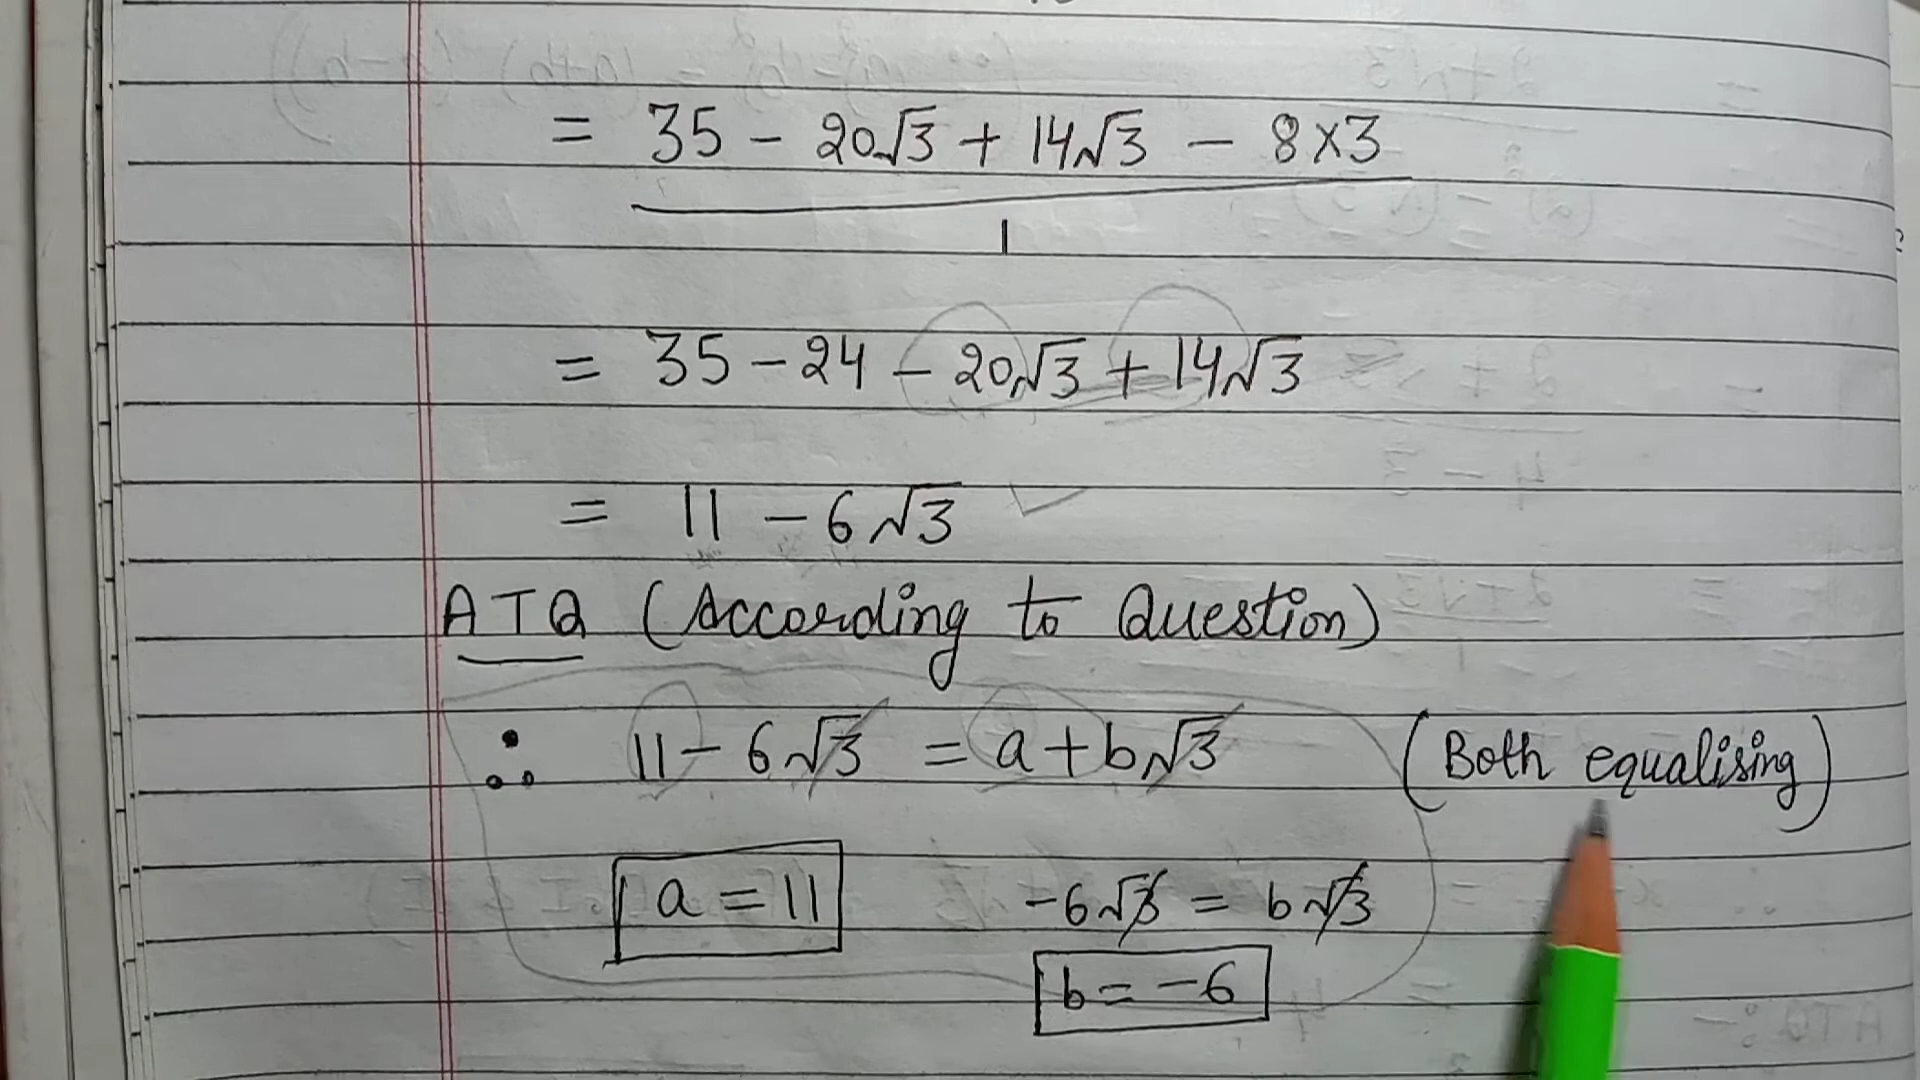 = 35 - 20√3 + 14√3 - 8×3
1
= 35 - 24 - 20√3 + 14√3
= 11 - 6√3
ATQ (According to Question)
∴ 11 - 6√3 = a + b√3 (Both equalising)
a = 11 -6√3 = b√3
b = -6